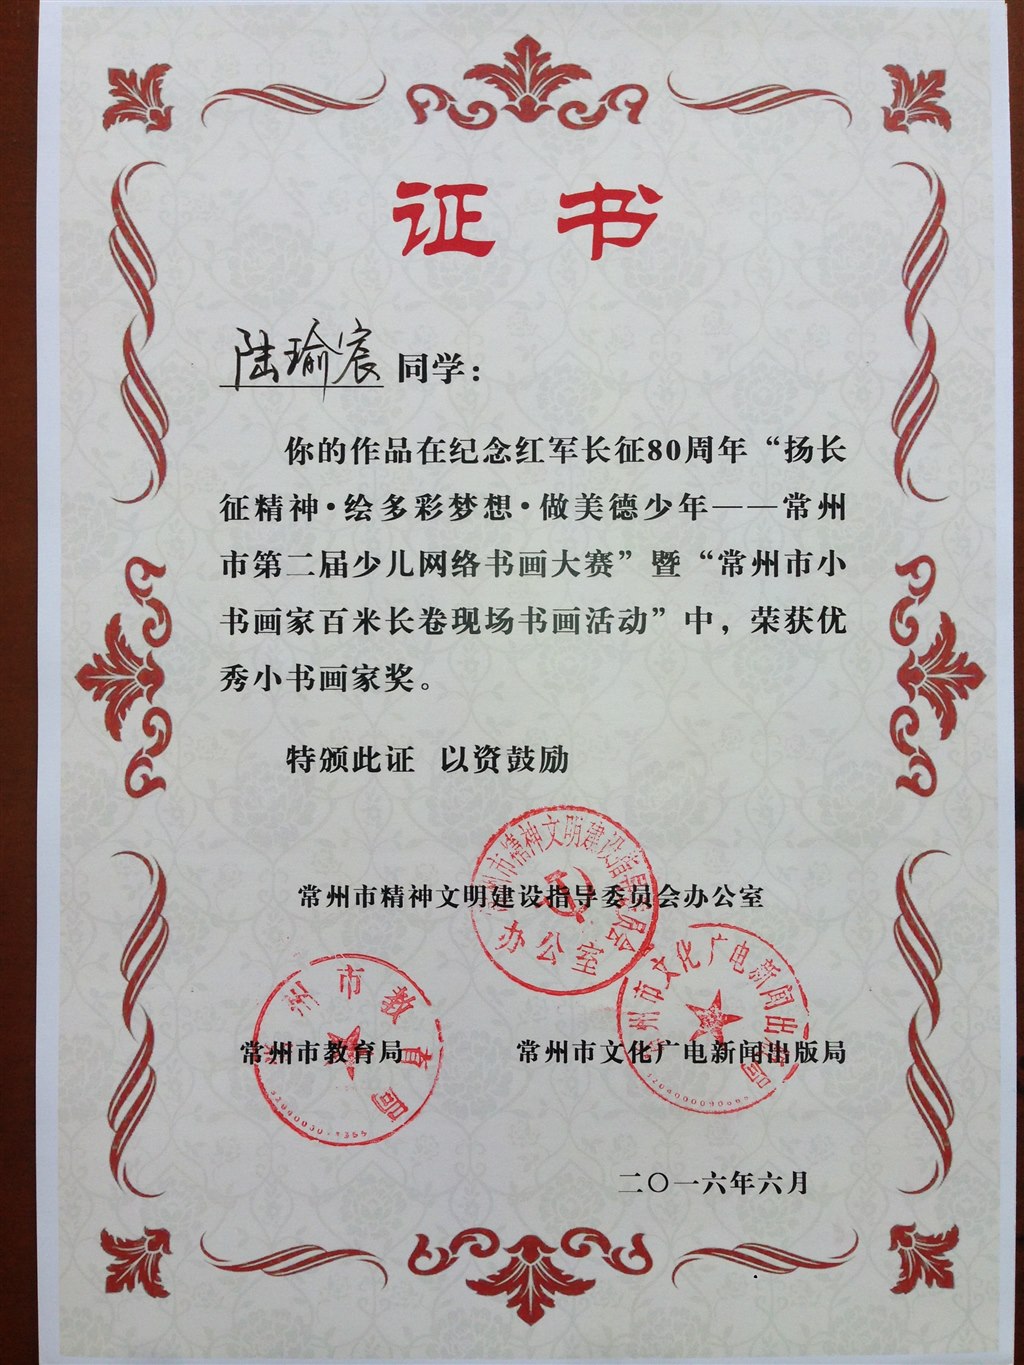 证书
陆瑜宸 同学：
你的作品在纪念红军长征80周年“扬长
征精神·绘多彩梦想·做美德少年——常州
市第二届少儿网络书画大赛”暨“常州市小
书画家百米长卷现场书画活动”中，荣获优
秀小书画家奖。
特颁此证 以资鼓励
常州市精神文明建设指导委员会办公室
办公室
常州市教育局
常州市文化广电新闻出版局
二〇一六年六月